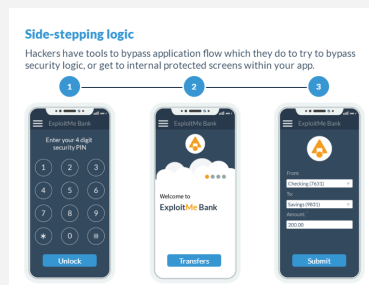 Side-stepping logic
Hackers have tools to bypass application flow which they do to try to bypass
security logic, or get to internal protected screens within your app.
1
2
3
ExploitMe Bank
Enter your 4 digit
security PIN
1 2 3
4 5 6
7 8 9
* 0 #
Unlock
ExploitMe Bank
Welcome to
ExploitMe Bank
Transfers
ExploitMe Bank
From
Checking (7631)
To
Savings (9801)
Amount
200.00
Submit